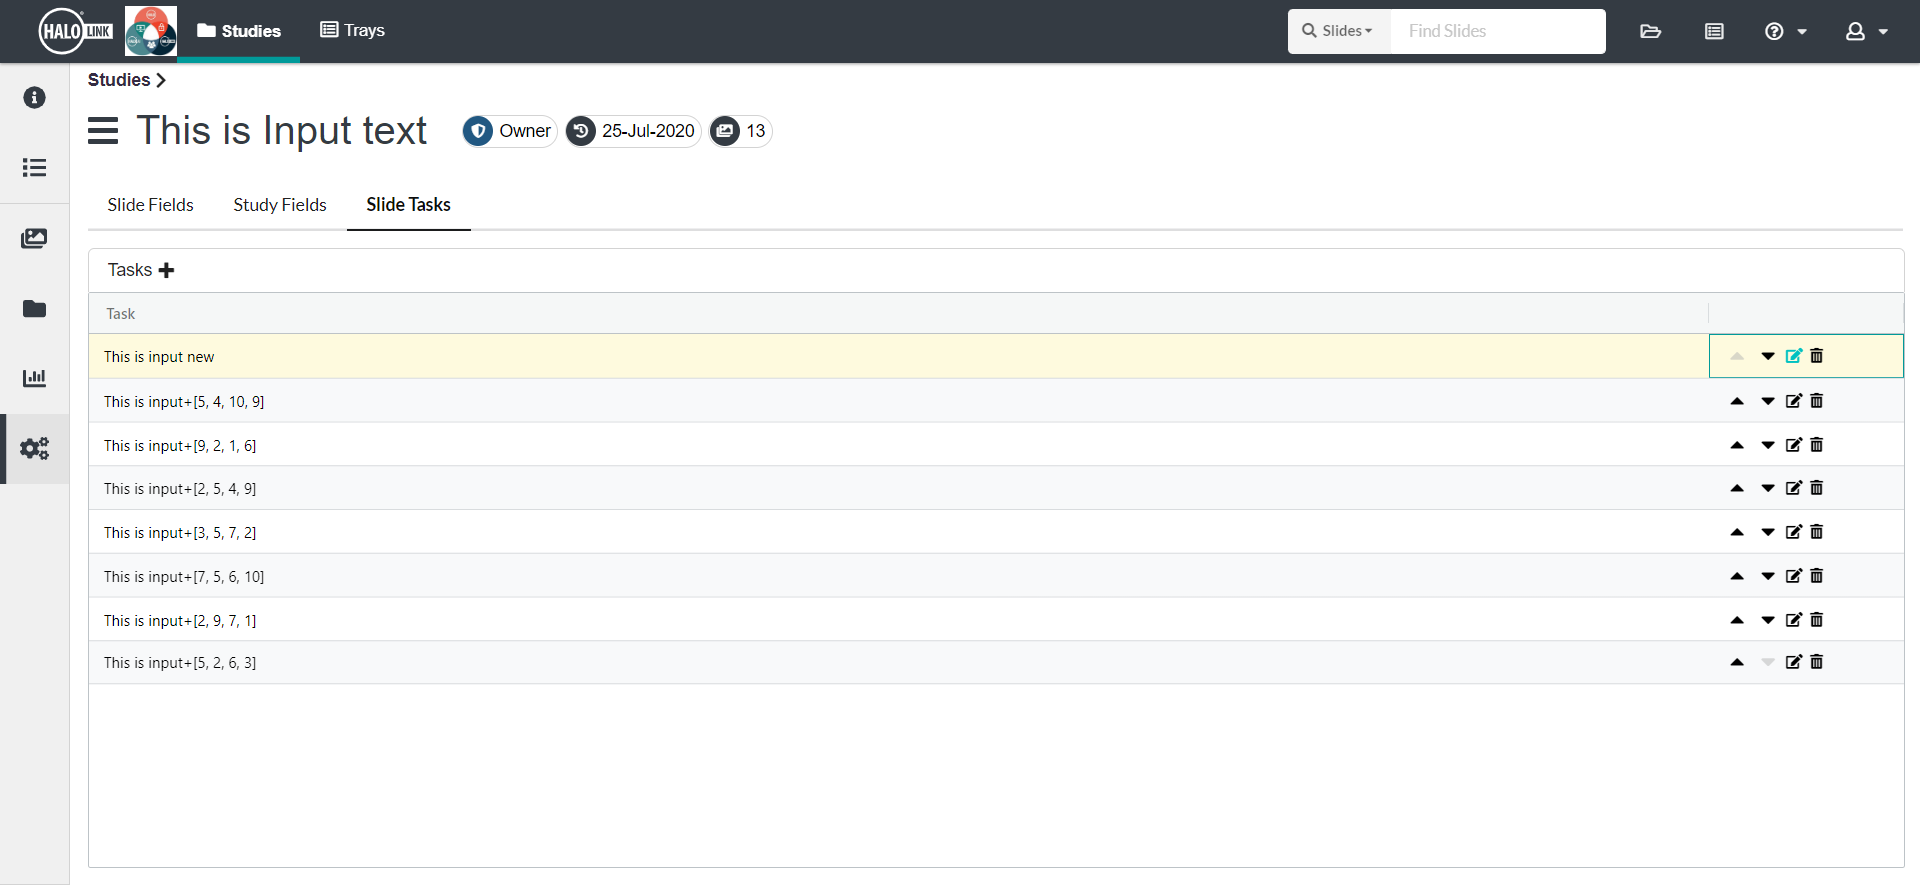 HALO LINK
Studies
Trays
Slides
Find Slides
Studies
This is Input text
Owner
25-Jul-2020
13
Slide Fields
Study Fields
Slide Tasks
Tasks
Task
This is input new
This is input+[5, 4, 10, 9]
This is input+[9, 2, 1, 6]
This is input+[2, 5, 4, 9]
This is input+[3, 5, 7, 2]
This is input+[7, 5, 6, 10]
This is input+[2, 9, 7, 1]
This is input+[5, 2, 6, 3]